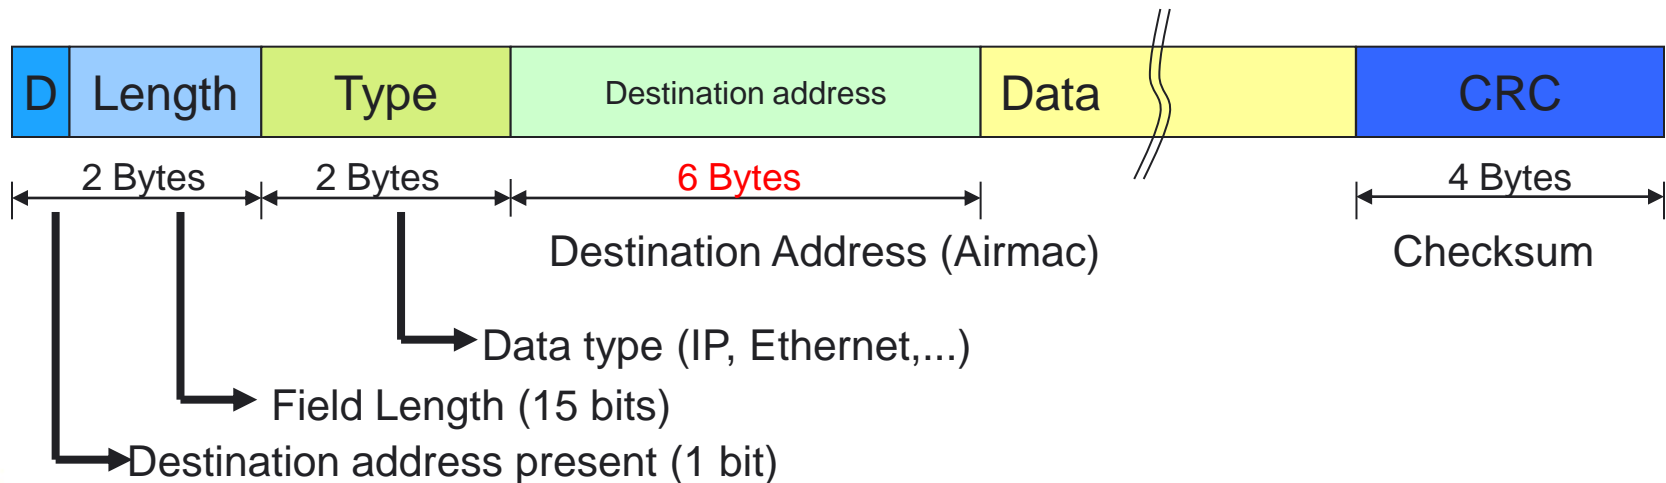 D Length Type Destination address Data CRC
2 Bytes 2 Bytes 6 Bytes 4 Bytes
Destination Address (Airmac) Checksum
Data type (IP, Ethernet,...)
Field Length (15 bits)
Destination address present (1 bit)